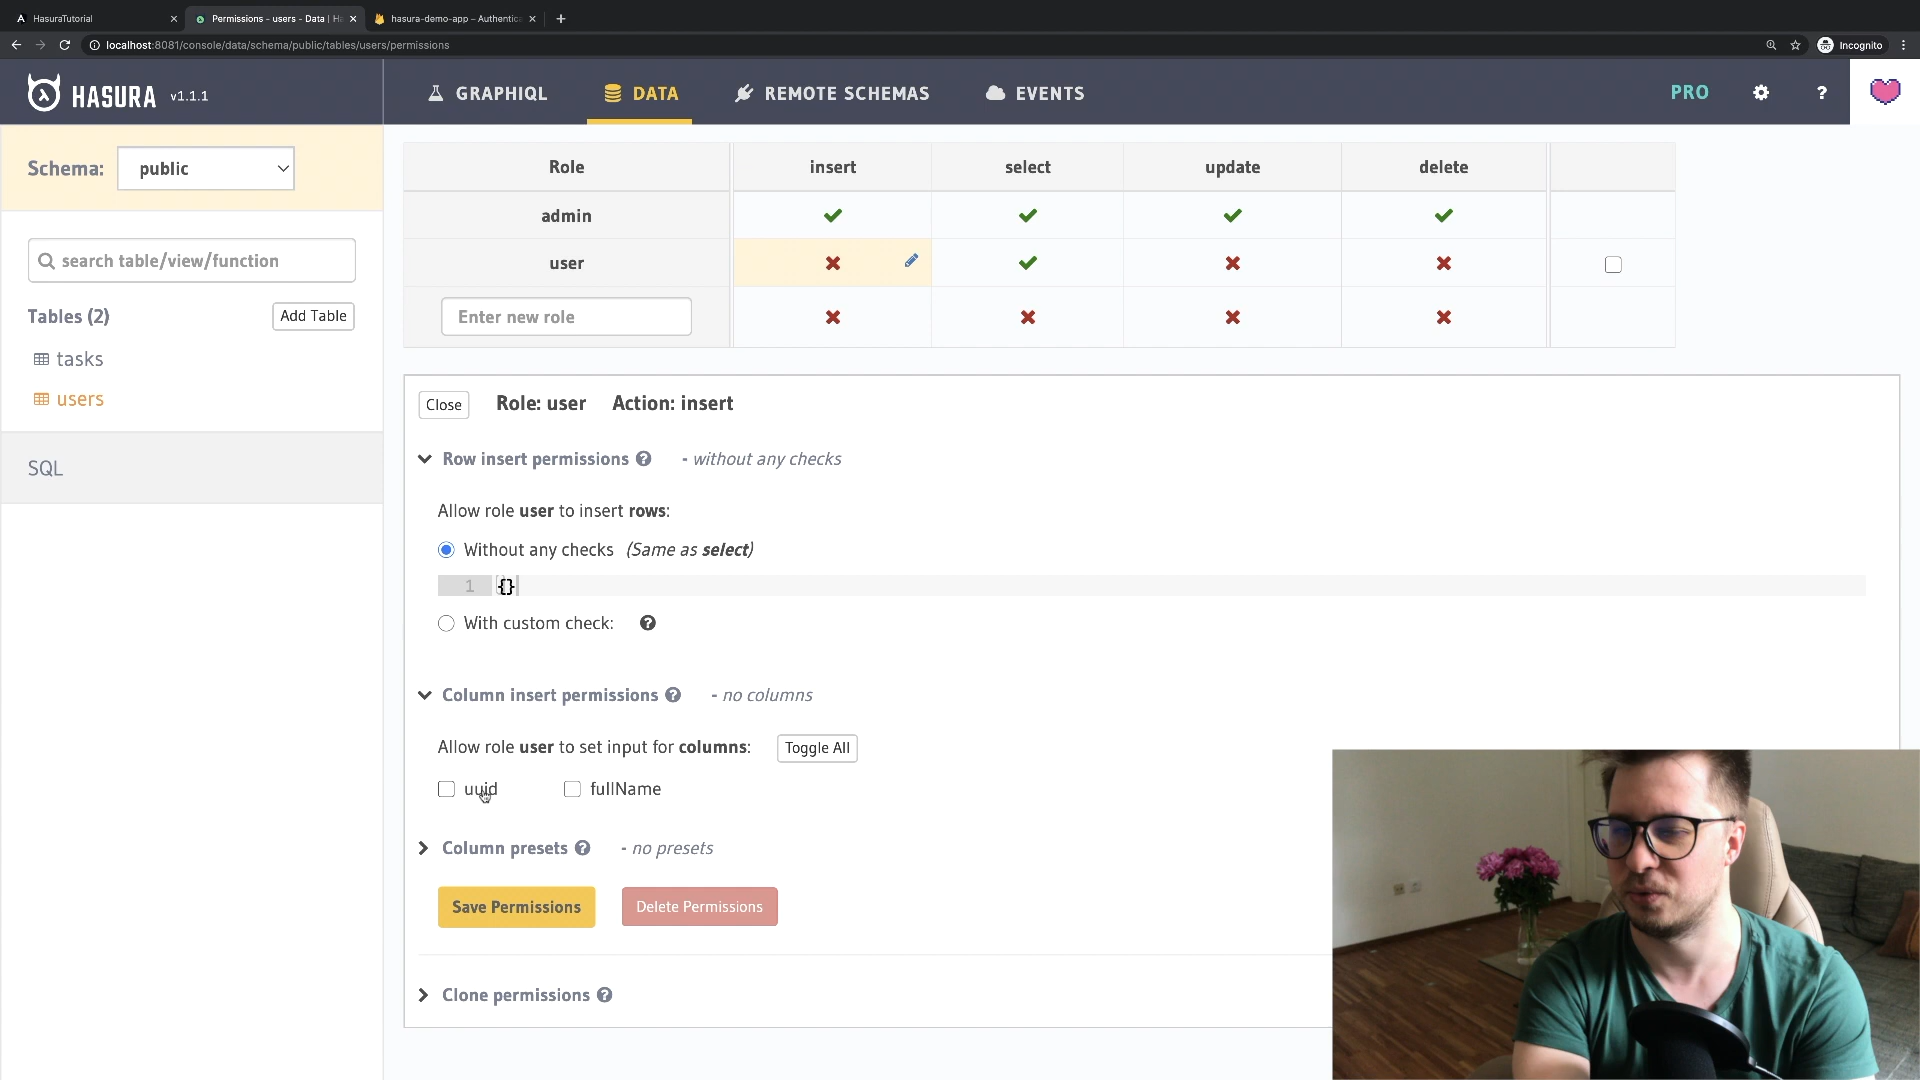 HasuraTutorial
Permissions - users - Data | Ha
hasura-demo-app – Authentica
localhost:8081/console/data/schema/public/tables/users/permissions
Incognito
HASURA v1.1.1
GRAPHIQL
DATA
REMOTE SCHEMAS
EVENTS
PRO
?
Schema: public
search table/view/function
Tables (2)
Add Table
tasks
users
SQL
Role insert select update delete
admin
user
Enter new role
Close Role: user Action: insert
Row insert permissions ? - without any checks
Allow role user to insert rows:
Without any checks (Same as select)
1 {}
With custom check: ?
Column insert permissions ? - no columns
Allow role user to set input for columns: Toggle All
uuid fullName
Column presets ? - no presets
Save Permissions Delete Permissions
Clone permissions ?